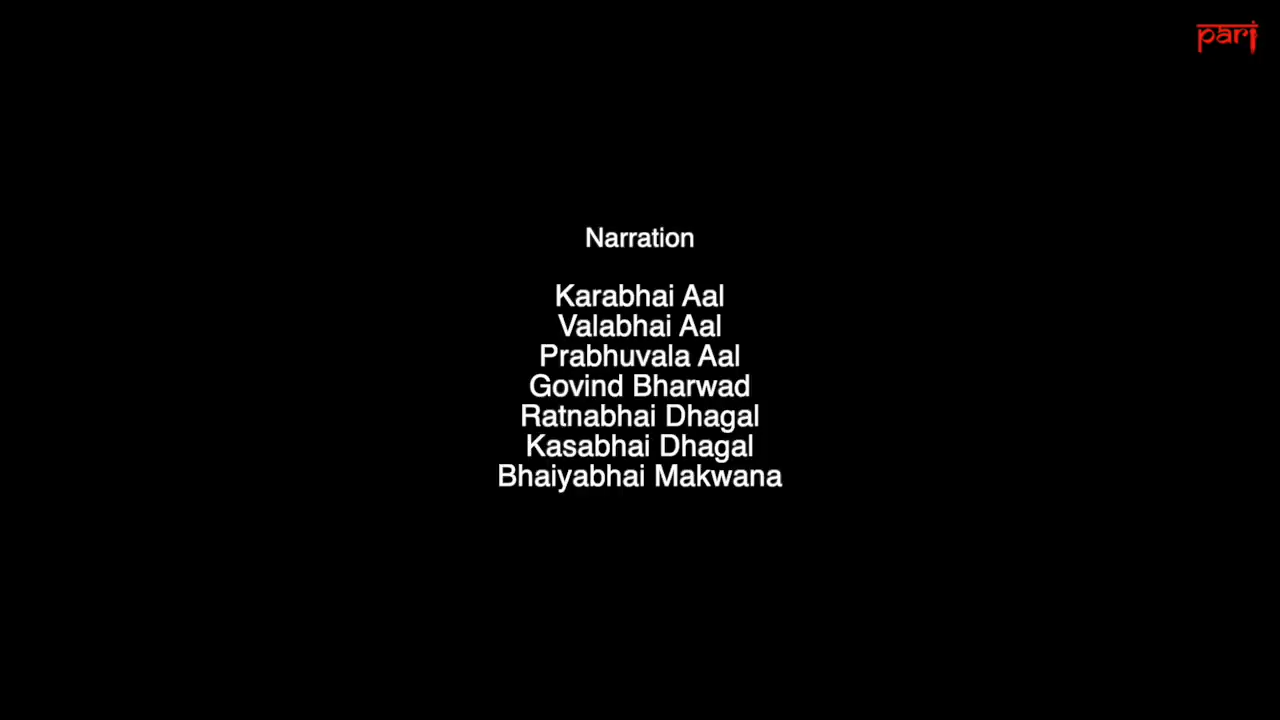 pari
Narration
Karabhai Aal
Valabhai Aal
Prabhuvala Aal
Govind Bharwad
Ratnabhai Dhagal
Kasabhai Dhagal
Bhaiyabhai Makwana